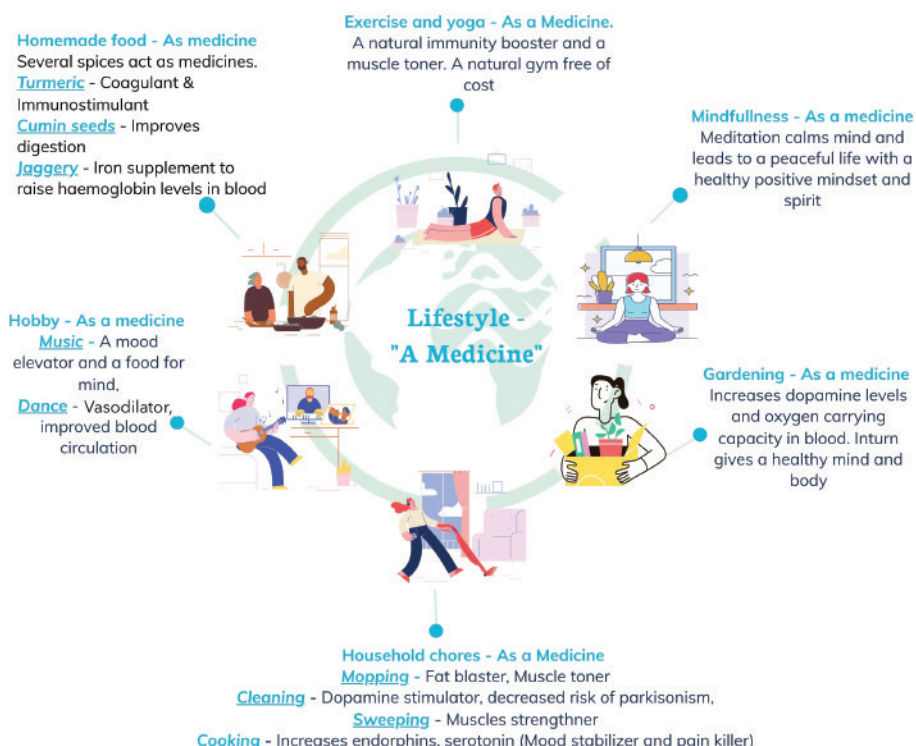 Exercise and yoga - As a Medicine.
A natural immunity booster and a
muscle toner. A natural gym free of
cost
Homemade food - As medicine
Several spices act as medicines.
Turmeric - Coagulant &
Immunostimulant
Cumin seeds - Improves
digestion
Jaggery - Iron supplement to
raise haemoglobin levels in blood
Mindfullness - As a medicine
Meditation calms mind and
leads to a peaceful life with a
healthy positive mindset and
spirit
Lifestyle -
"A Medicine"
Hobby - As a medicine
Music - A mood
elevator and a food for
mind,
Dance - Vasodilator,
improved blood
circulation
Gardening - As a medicine
Increases dopamine levels
and oxygen carrying
capacity in blood. Inturn
gives a healthy mind and
body
Household chores - As a Medicine
Mopping - Fat blaster, Muscle toner
Cleaning - Dopamine stimulator, decreased risk of parkisonism,
Sweeping - Muscles strengthner
Cooking - Increases endorphins, serotonin (Mood stabilizer and pain killer)